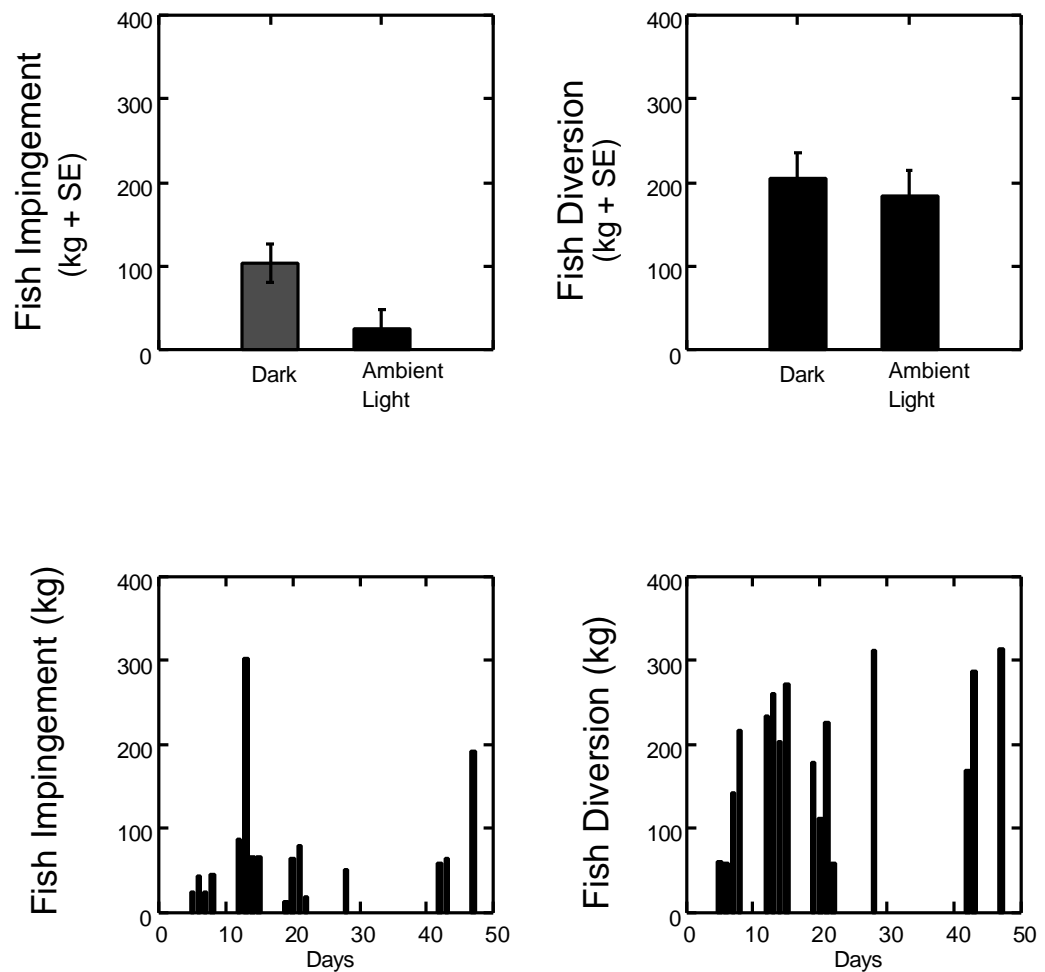 Fish Impingement
(kg + SE)
400
300
200
100
0
Dark
Ambient
Light
Fish Diversion
(kg + SE)
400
300
200
100
0
Dark
Ambient
Light
Fish Impingement (kg)
400
300
200
100
0
0 10 20 30 40 50
Days
Fish Diversion (kg)
400
300
200
100
0
0 10 20 30 40 50
Days